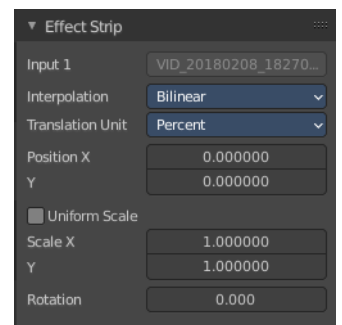 Effect Strip
Input 1 VID_20180208_18270...
Interpolation Bilinear
Translation Unit Percent
Position X 0.000000
Y 0.000000
Uniform Scale
Scale X 1.000000
Y 1.000000
Rotation 0.000